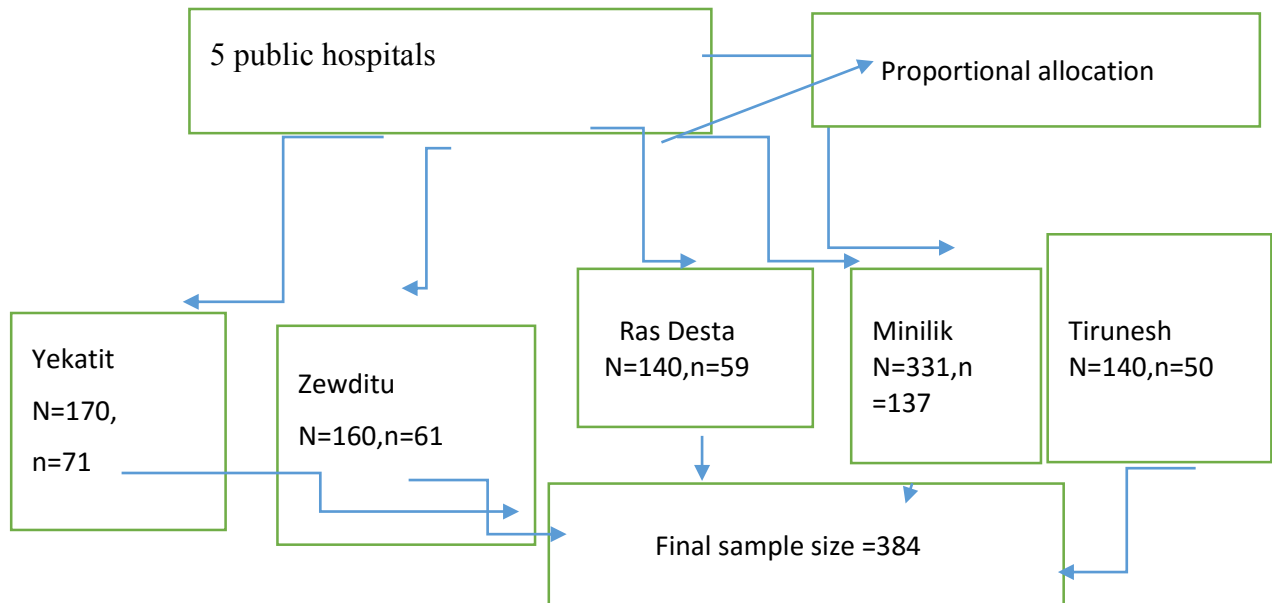 5 public hospitals
Proportional allocation
Yekatit
N=170,
n=71
Zewditu
N=160,n=61
Ras Desta
N=140,n=59
Minilik
N=331,n
=137
Tirunesh
N=140,n=50
Final sample size =384